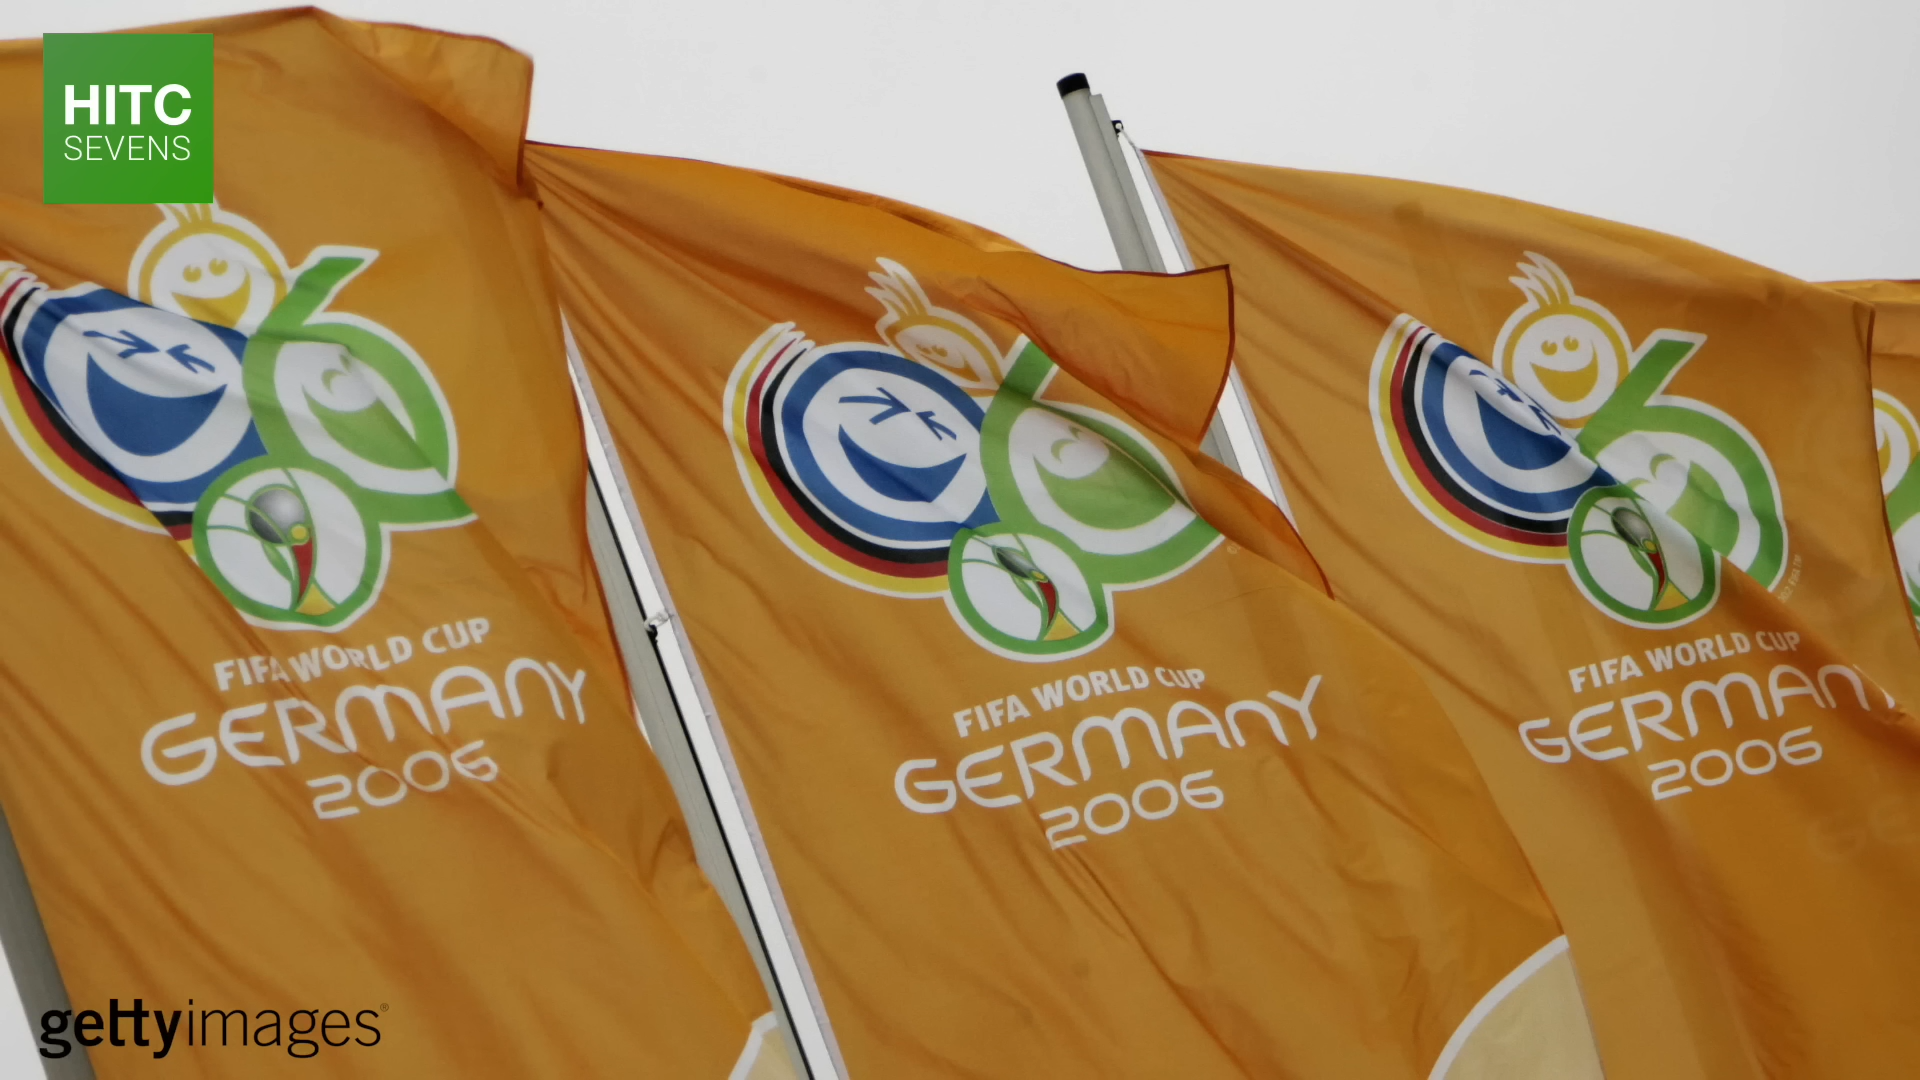 HITC
SEVENS
FIFA WORLD CUP
GERMANY
2006
FIFA WORLD CUP
GERMANY
2006
FIFA WORLD CUP
GERMANY
2006
gettyimages®